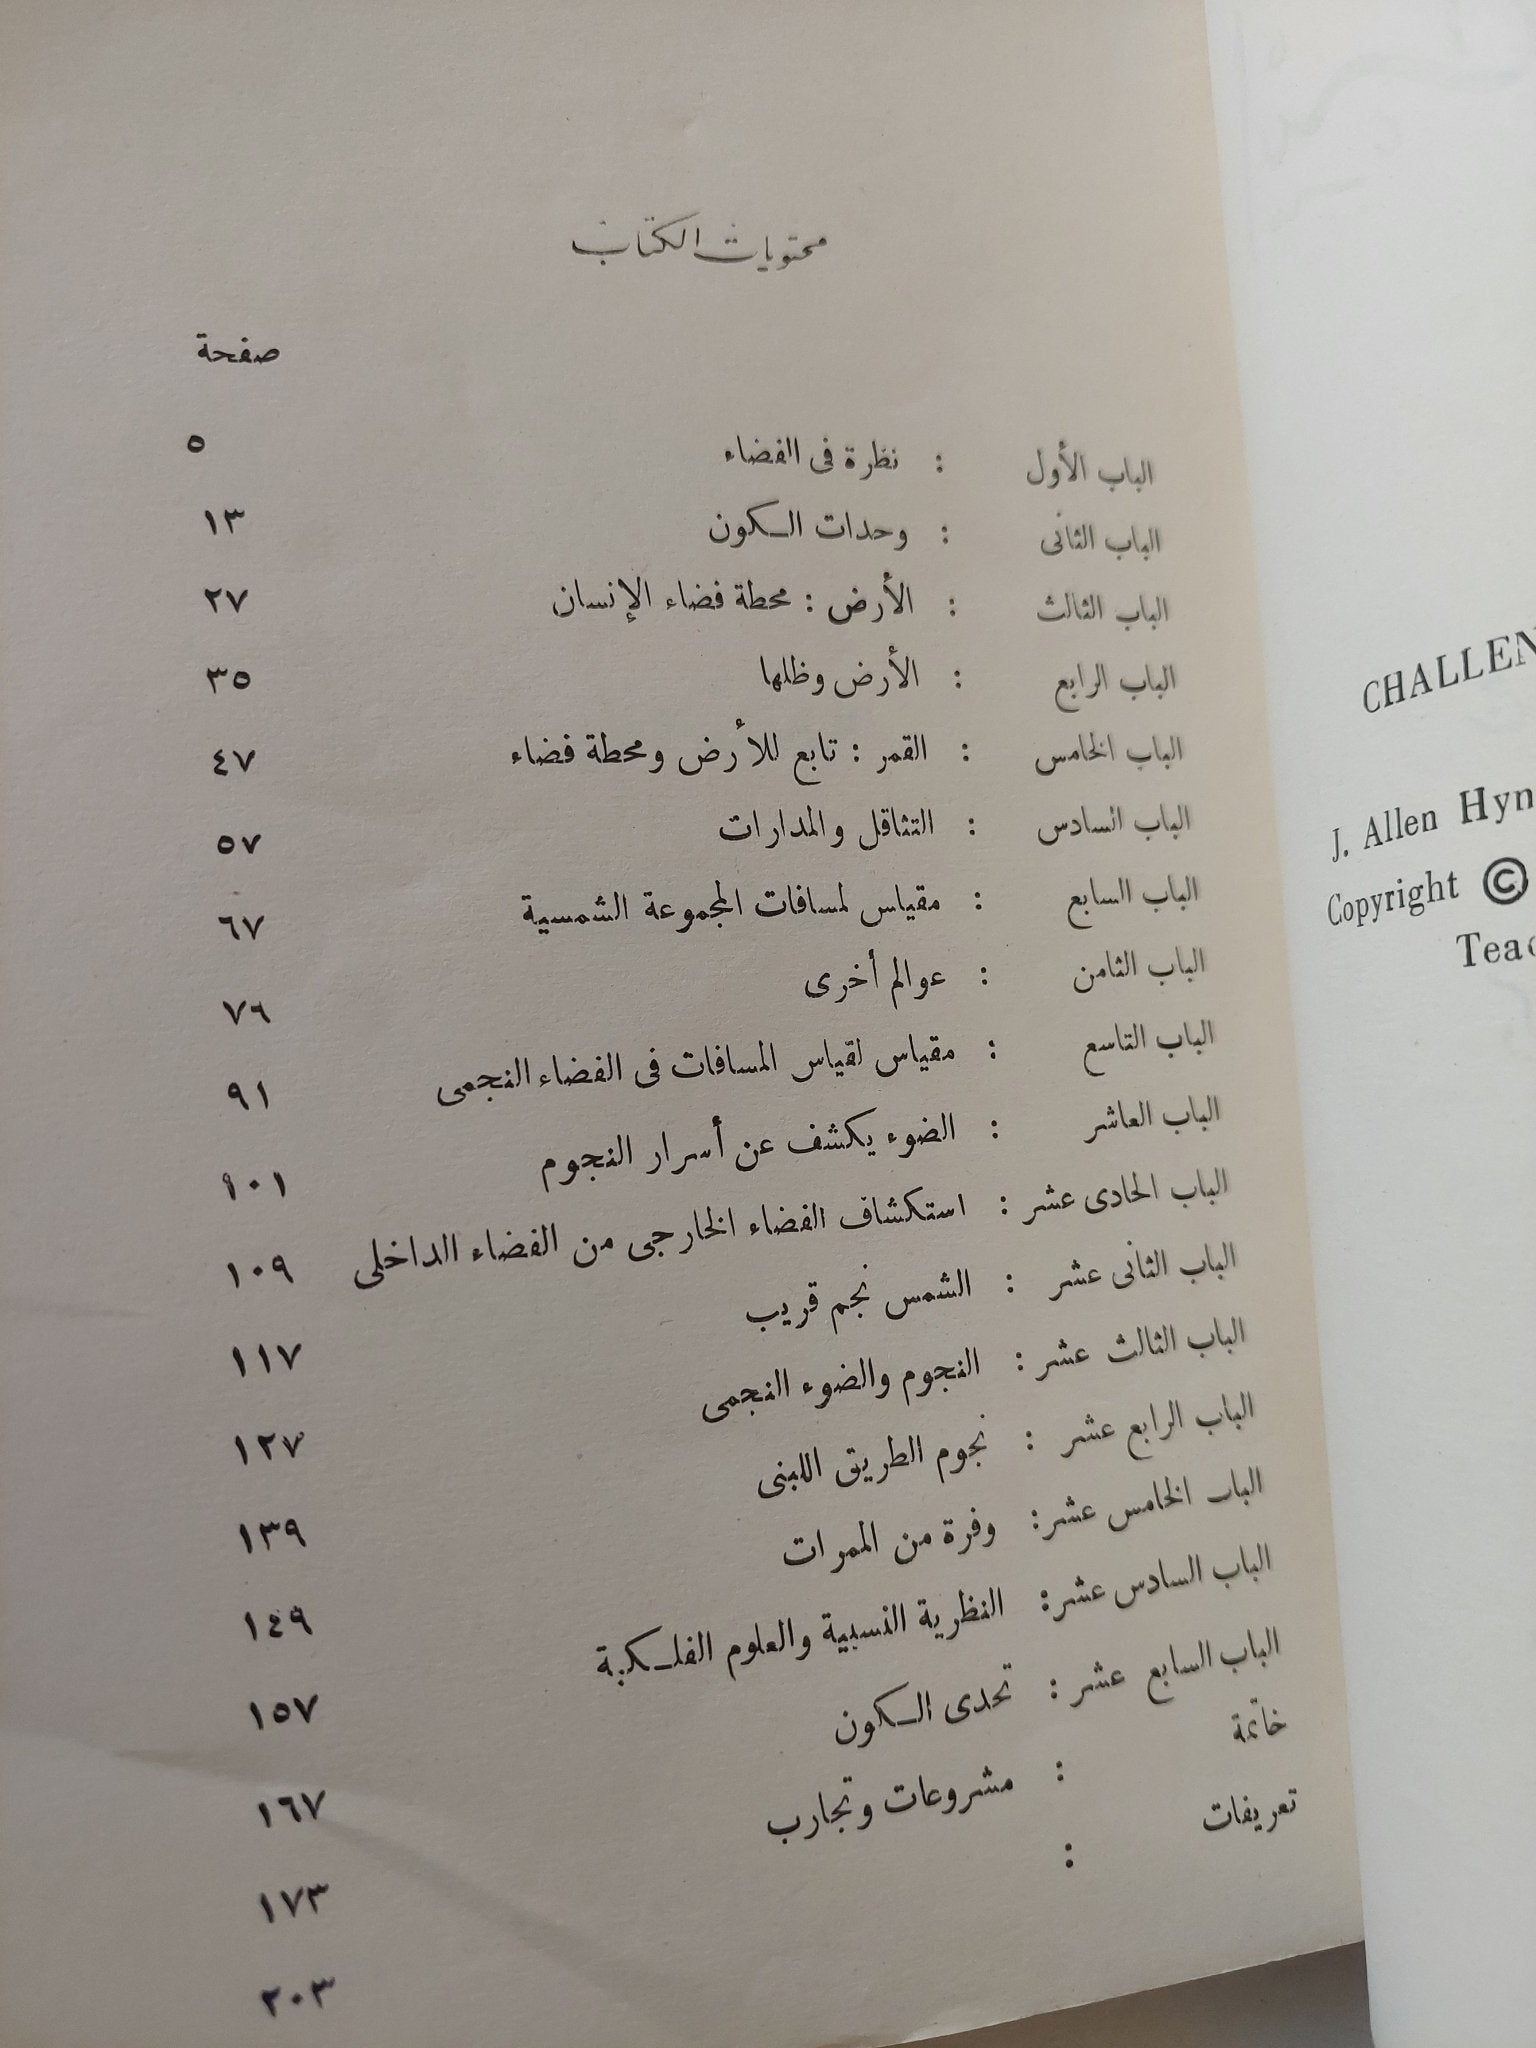 محتويات الكتاب
صفحة
الباب الأول : نظرة فى الفضاء ٥
الباب الثانى : وحدات الكون ١٣
الباب الثالث : الأرض : محطة فضاء الإنسان ٢٧
الباب الرابع : الأرض وظلها ٣٥
الباب الخامس : القمر : تابع للأرض ومحطة فضاء ٤٧
الباب السادس : التثاقل والمدارات ٥٧
الباب السابع : مقياس لمسافات المجموعة الشمسية ٦٧
الباب الثامن : عوالم أخرى ٧٦
الباب التاسع : مقياس لقياس المسافات فى الفضاء النجمى ٩١
الباب العاشر : الضوء يكشف عن أسرار النجوم ١٠١
الباب الحادى عشر : استكشاف الفضاء الخارجى من الفضاء الداخلى ١٠٩
الباب الثانى عشر : الشمس نجم قريب ١١٧
الباب الثالث عشر : النجوم والضوء النجمى ١٢٧
الباب الرابع عشر : نجوم الطريق اللبنى ١٣٩
الباب الخامس عشر : وفرة من الممرات ١٤٩
الباب السادس عشر : النظرية النسبية والعلوم الفلكية ١٥٧
الباب السابع عشر : تحدى الكون ١٦٧
خاتمة : مشروعات وتجارب ١٧٣
تعريفات : ٢٠٣
CHALLEN
J. Allen Hyn
Copyright ©
Teac